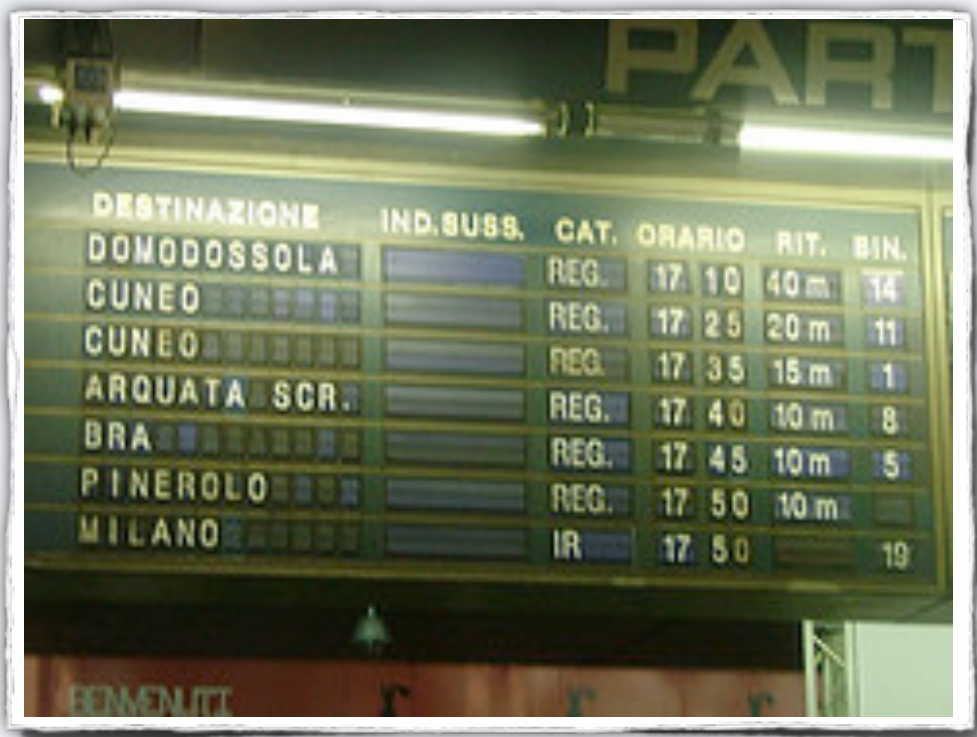 PART
DESTINAZIONE IND.SUSS. CAT. ORARIO RIT. BIN.
DOMODOSSOLA REG. 17 10 40 m 14
CUNEO REG. 17 25 20 m 11
CUNEO REG. 17 35 15 m 1
ARQUATA SCR. REG. 17 40 10 m 8
BRA REG. 17 45 10 m 5
PINEROLO REG. 17 50 10 m
MILANO IR 17 50 19
BENVENUTI